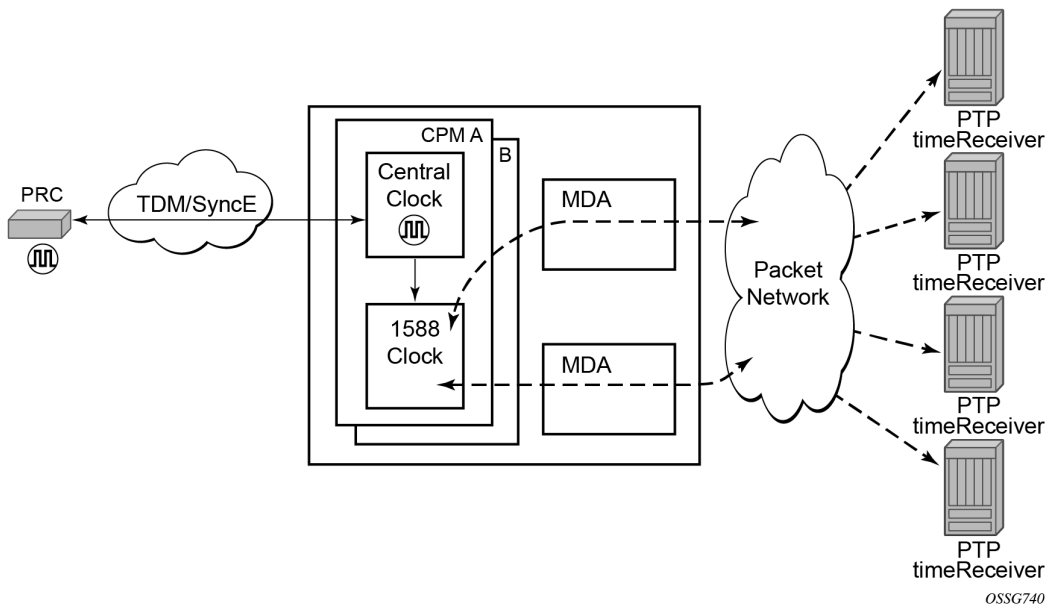 PRC
TDM/SyncE
CPM A
B
Central
Clock
1588
Clock
MDA
MDA
Packet
Network
PTP
timeReceiver
PTP
timeReceiver
PTP
timeReceiver
PTP
timeReceiver
OSSG740